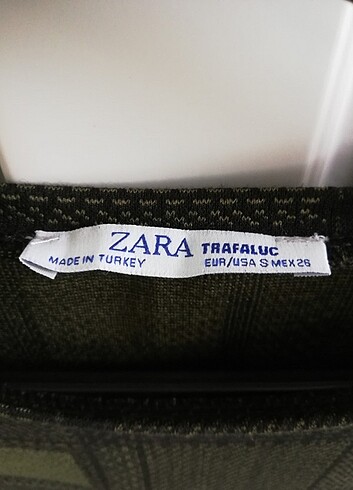 ZARA TRAFALUC
MADE IN TURKEY EUR/USA S MEX 26